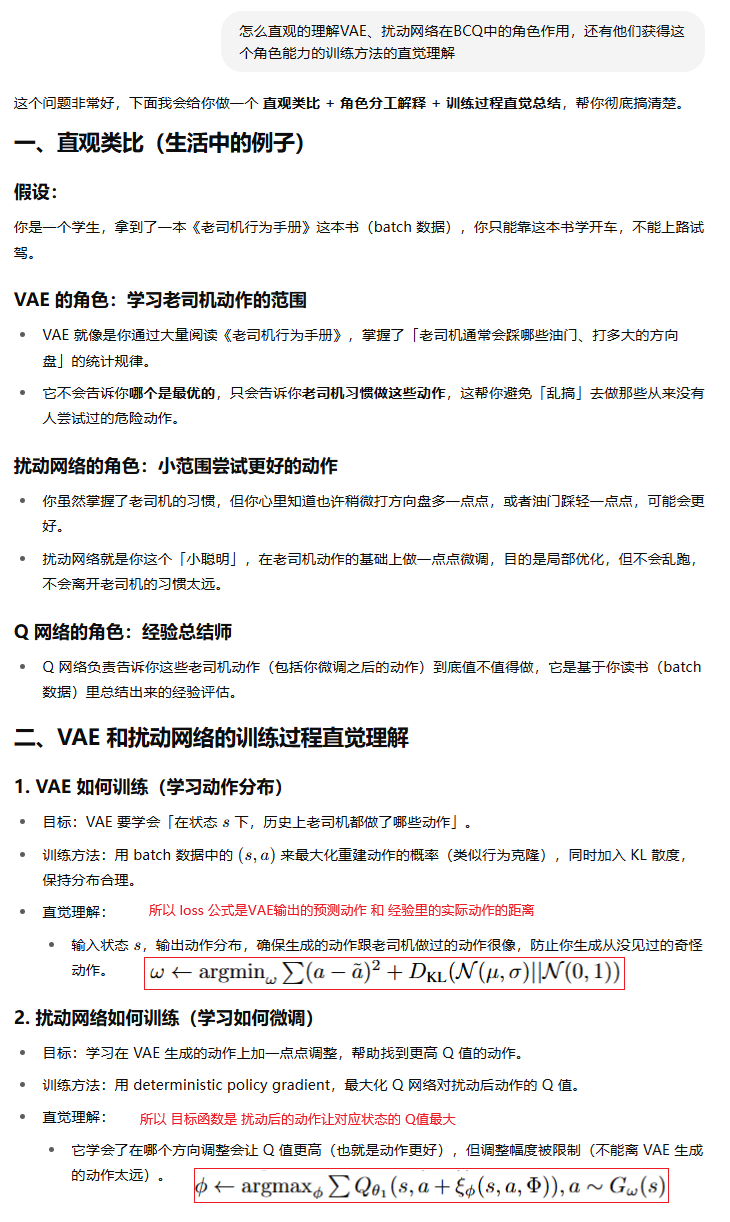 怎么直观的理解VAE、扰动网络在BCQ中的角色作用，还有他们获得这
个角色能力的训练方法的直觉理解
这个问题非常好，下面我会给你做一个 直观类比 + 角色分工解释 + 训练过程直觉总结，帮你彻底搞清楚。
一、直观类比（生活中的例子）
假设：
你是一个学生，拿到了一本《老司机行为手册》这本书（batch 数据），你只能靠这本书学开车，不能上路试
驾。
VAE 的角色：学习老司机动作的范围
• VAE 就像是你通过大量阅读《老司机行为手册》，掌握了「老司机通常会踩哪些油门、打多大的方向
盘」的统计规律。
• 它不会告诉你哪个是最优的，只会告诉你老司机习惯做这些动作，这帮你避免「乱搞」去做那些从来没有
人尝试过的危险动作。
扰动网络的角色：小范围尝试更好的动作
• 你虽然掌握了老司机的习惯，但你心里知道也许稍微打方向盘多一点点，或者油门踩轻一点点，可能会更
好。
• 扰动网络就是你这个「小聪明」，在老司机动作的基础上做一点点微调，目的是局部优化，但不会乱跑，
不会离开老司机的习惯太远。
Q 网络的角色：经验总结师
• Q 网络负责告诉你这些老司机动作（包括你微调之后的动作）到底值不值得做，它是基于你读书（batch
数据）里总结出来的经验评估。
二、VAE 和扰动网络的训练过程直觉理解
1. VAE 如何训练（学习动作分布）
• 目标：VAE 要学会「在状态 s 下，历史上老司机都做了哪些动作」。
• 训练方法：用 batch 数据中的 (s, a) 来最大化重建动作的概率（类似行为克隆），同时加入 KL 散度，
保持分布合理。
• 直觉理解： 所以 loss 公式是VAE输出的预测动作 和 经验里的实际动作的距离
• 输入状态 s，输出动作分布，确保生成的动作跟老司机做过的动作很像，防止你生成从没见过的奇怪
动作。 ω ← argmin_ω ∑(a − ã)² + D_KL(𝒩(μ, σ)||𝒩(0, 1))
2. 扰动网络如何训练（学习如何微调）
• 目标：学习在 VAE 生成的动作上加一点点调整，帮助找到更高 Q 值的动作。
• 训练方法：用 deterministic policy gradient，最大化 Q 网络对扰动后动作的 Q 值。
• 直觉理解： 所以 目标函数是 扰动后的动作让对应状态的 Q值最大
• 它学会了在哪个方向调整会让 Q 值更高（也就是动作更好），但调整幅度被限制（不能离 VAE 生成
的动作太远）。 ϕ ← argmax_ϕ ∑ Q_θ₁(s, a + ξ_ϕ(s, a, Φ)), a ∼ G_ω(s)